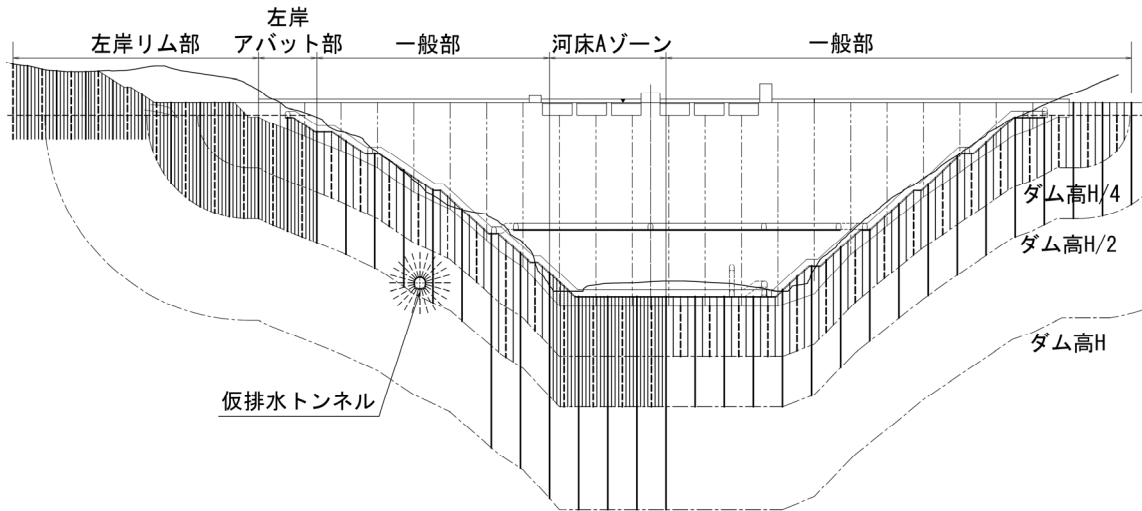 左岸リム部
左岸
アバット部
一般部
河床Aゾーン
一般部
ダム高H/4
ダム高H/2
ダム高H
仮排水トンネル